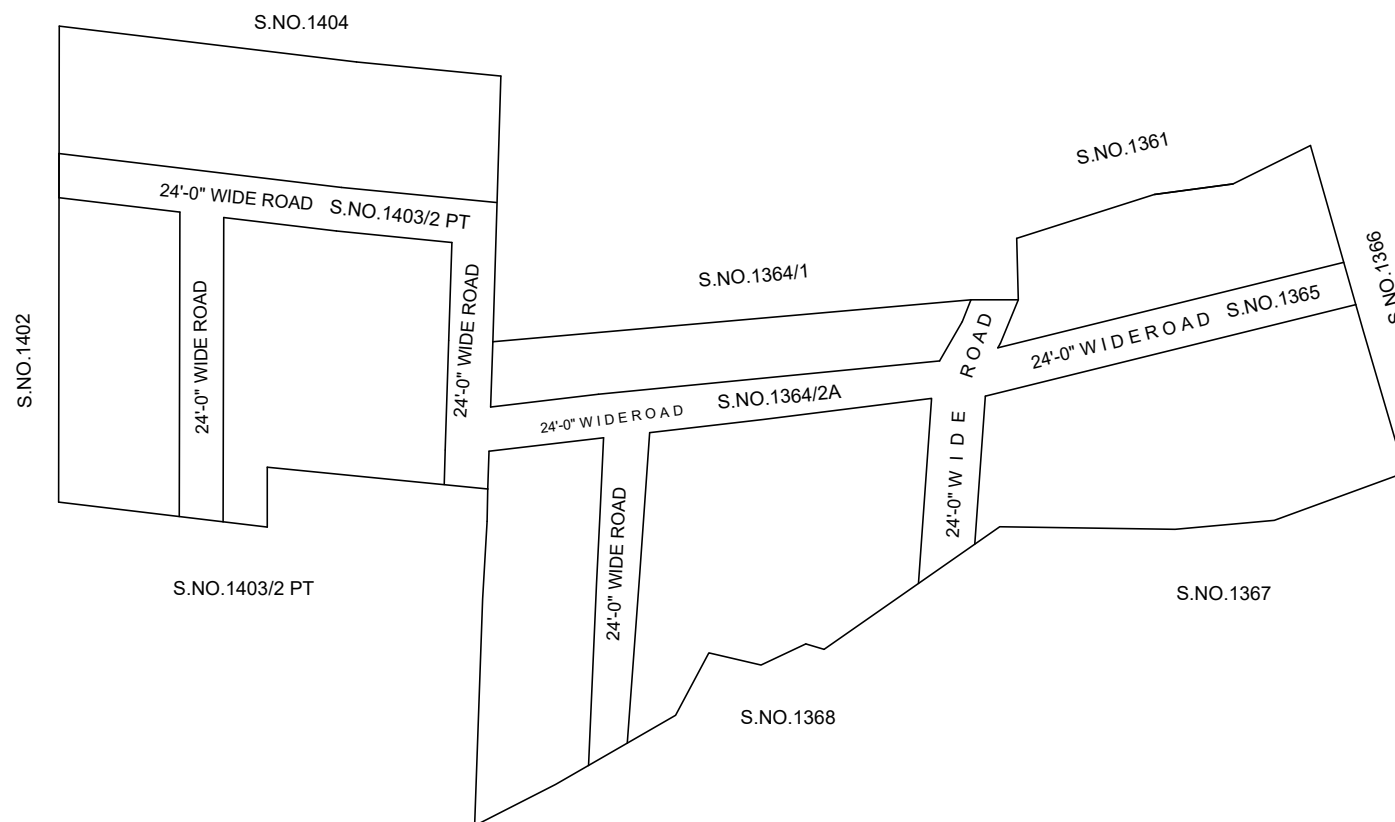 S.NO.1404
S.NO.1361
24'-0" WIDE ROAD
S.NO.1403/2 PT
S.NO.1366
S.NO.1364/1
24'-0" WIDE ROAD
24'-0" WIDE ROAD
S.NO.1402
24'-0" WIDEROAD
S.NO.1365
24'-0" WIDE ROAD
24'-0" WIDEROAD
S.NO.1364/2A
24'-0" WIDE ROAD
S.NO.1403/2 PT
S.NO.1367
S.NO.1368